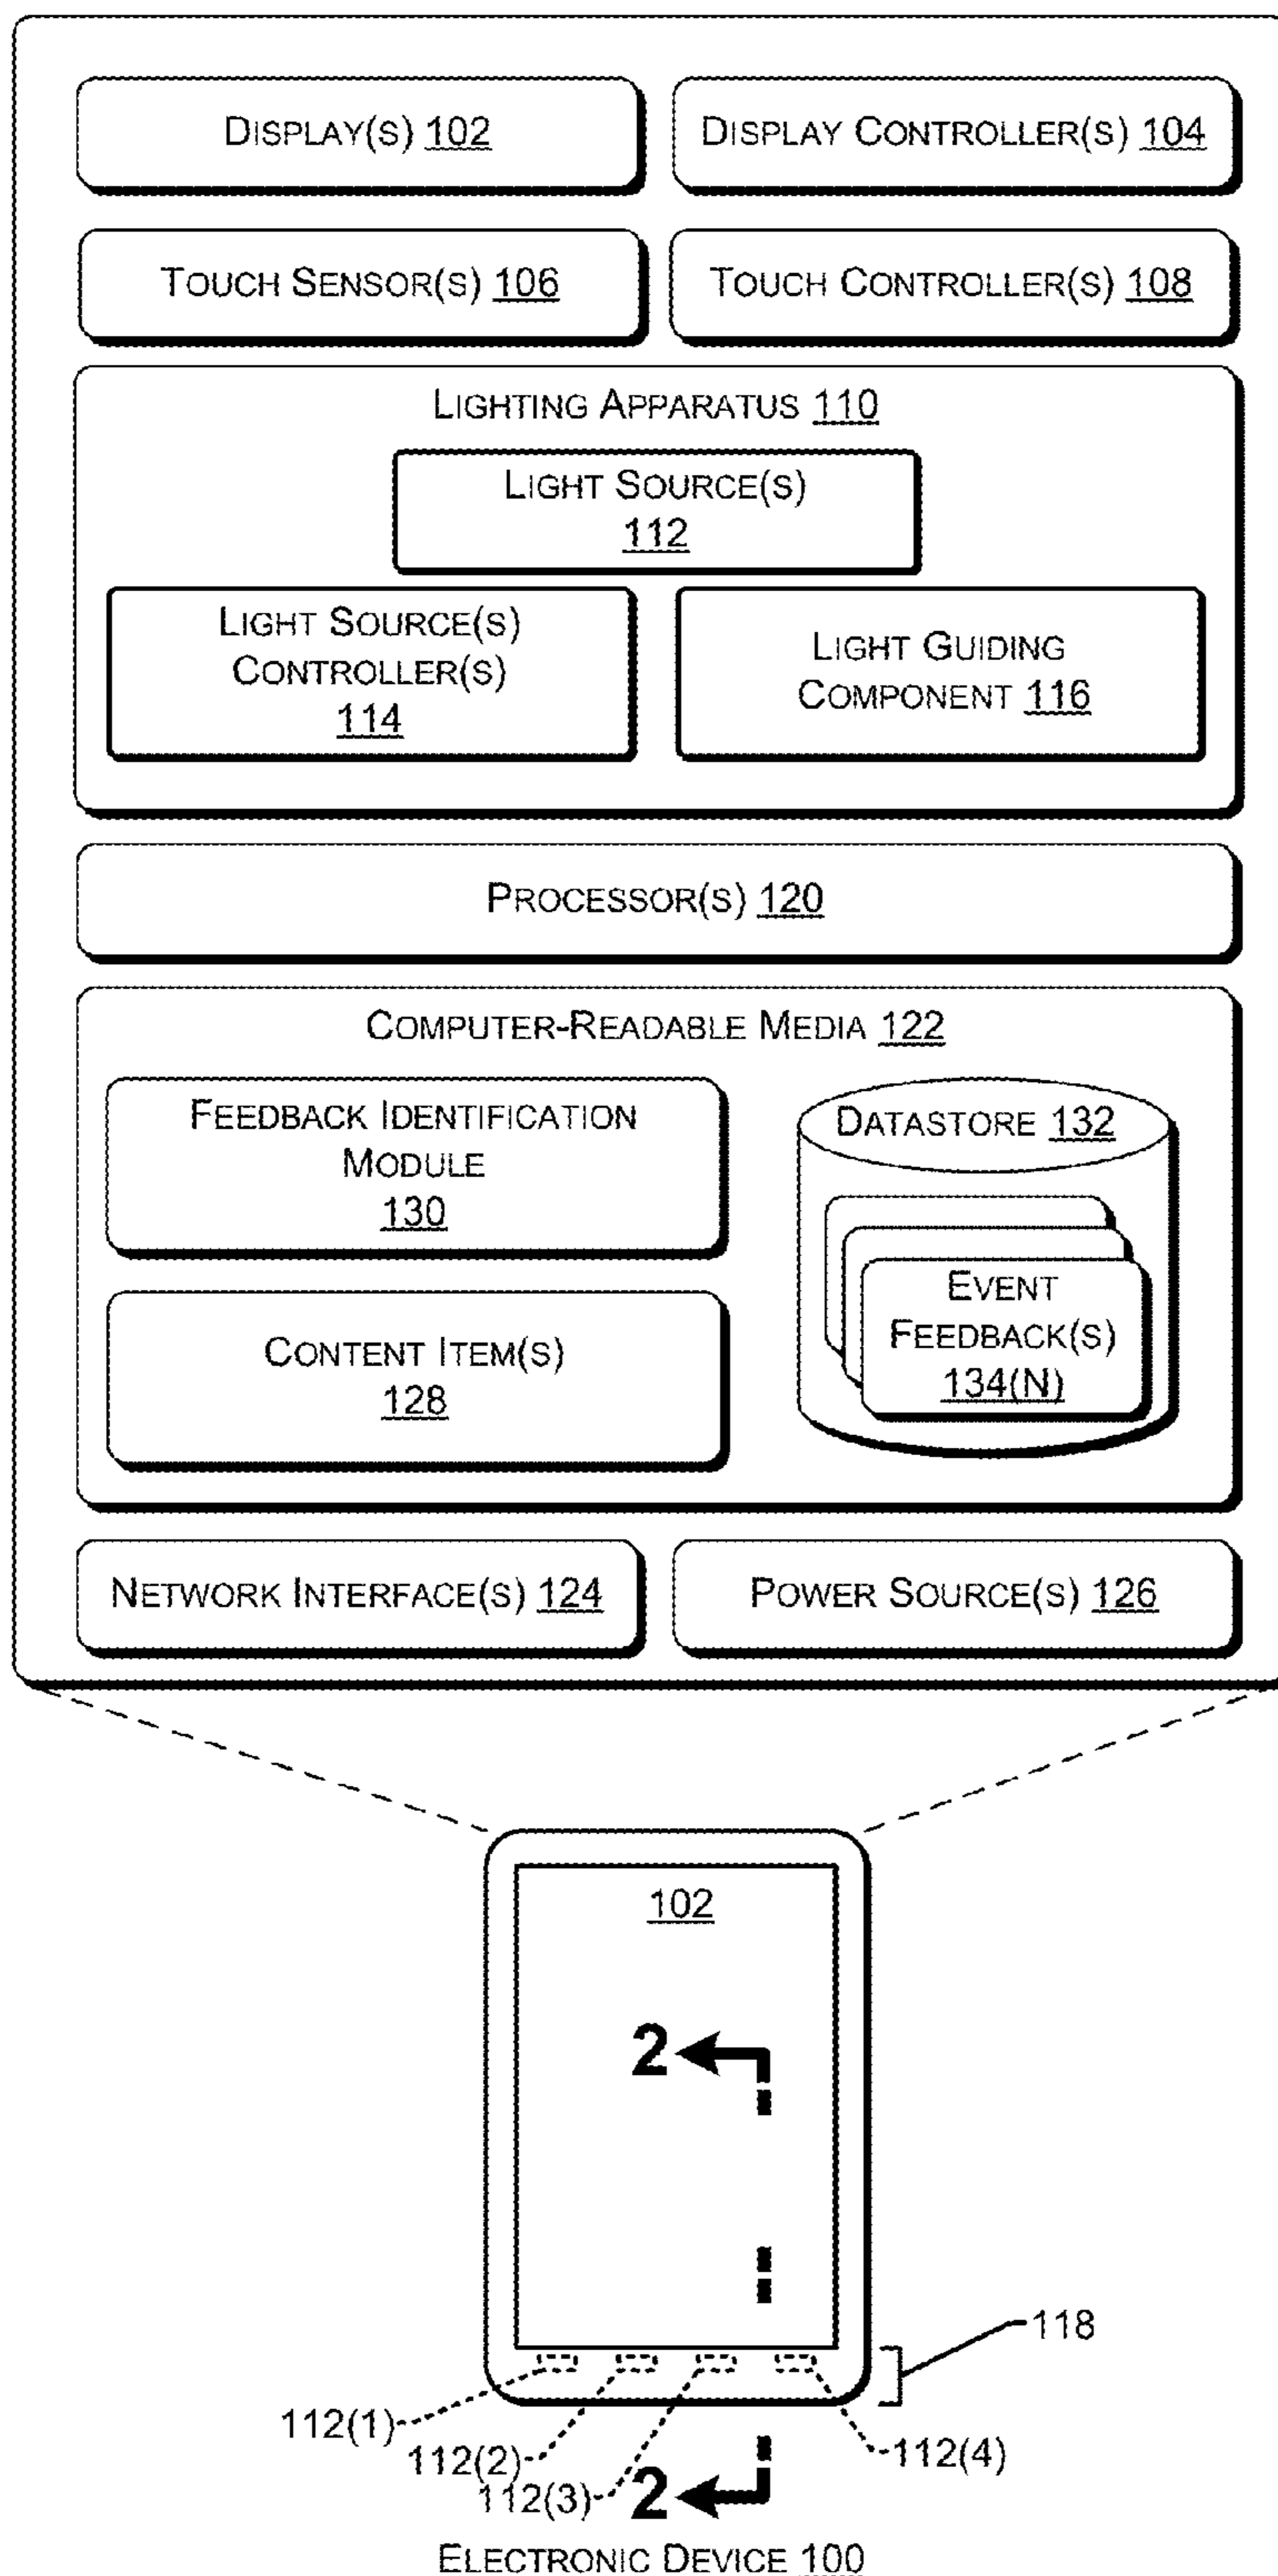 DISPLAY(S) 102
DISPLAY CONTROLLER(S) 104
TOUCH SENSOR(S) 106
TOUCH CONTROLLER(S) 108
LIGHTING APPARATUS 110
LIGHT SOURCE(S)
112
LIGHT SOURCE(S)
CONTROLLER(S)
114
LIGHT GUIDING
COMPONENT 116
PROCESSOR(S) 120
COMPUTER-READABLE MEDIA 122
FEEDBACK IDENTIFICATION
MODULE
130
CONTENT ITEM(S)
128
DATASTORE 132
EVENT
FEEDBACK(S)
134(N)
NETWORK INTERFACE(S) 124
POWER SOURCE(S) 126
102
2
118
112(1)
112(2)
112(3)
112(4)
2
ELECTRONIC DEVICE 100